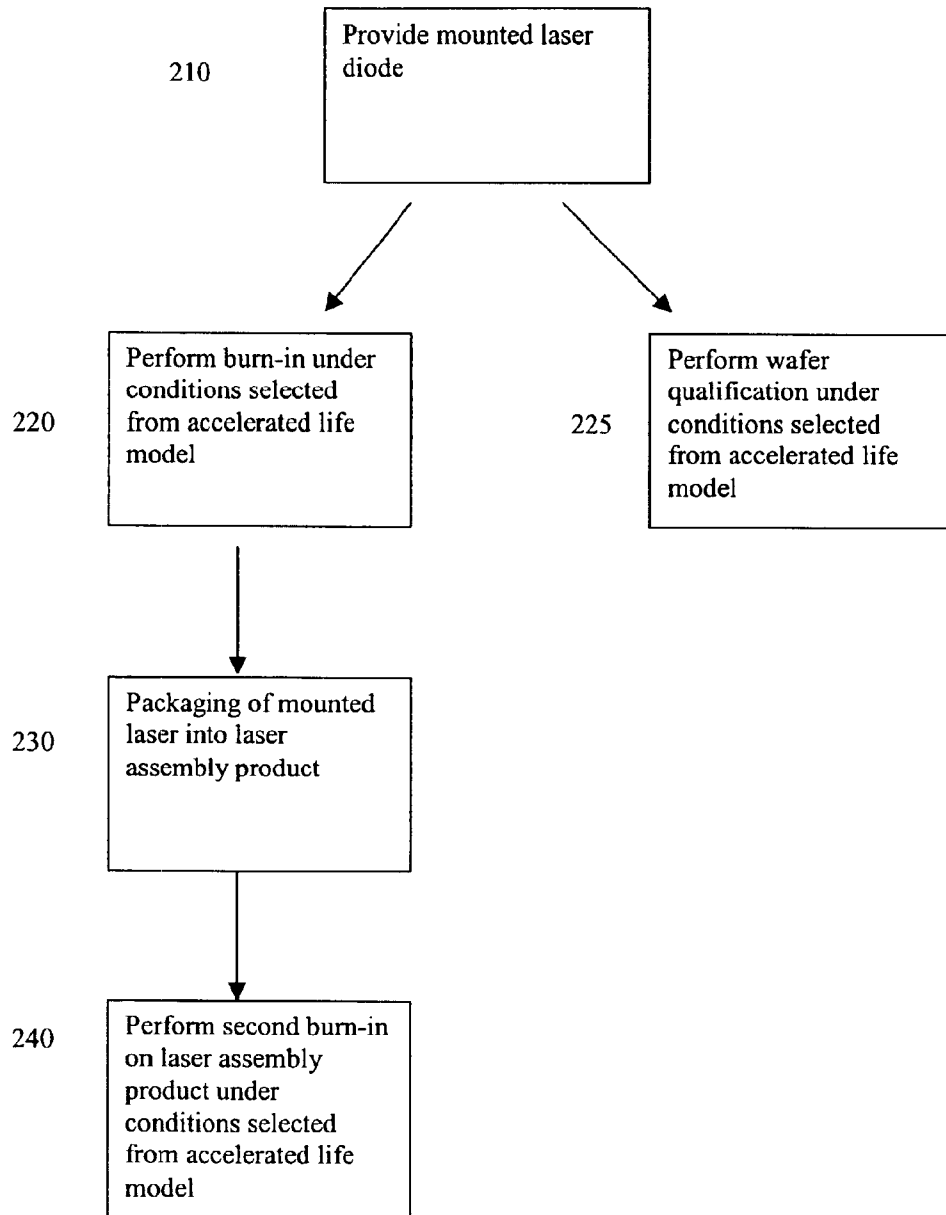 210
Provide mounted laser
diode
220
Perform burn-in under
conditions selected
from accelerated life
model
225
Perform wafer
qualification under
conditions selected
from accelerated life
model
230
Packaging of mounted
laser into laser
assembly product
240
Perform second burn-in
on laser assembly
product under
conditions selected
from accelerated life
model